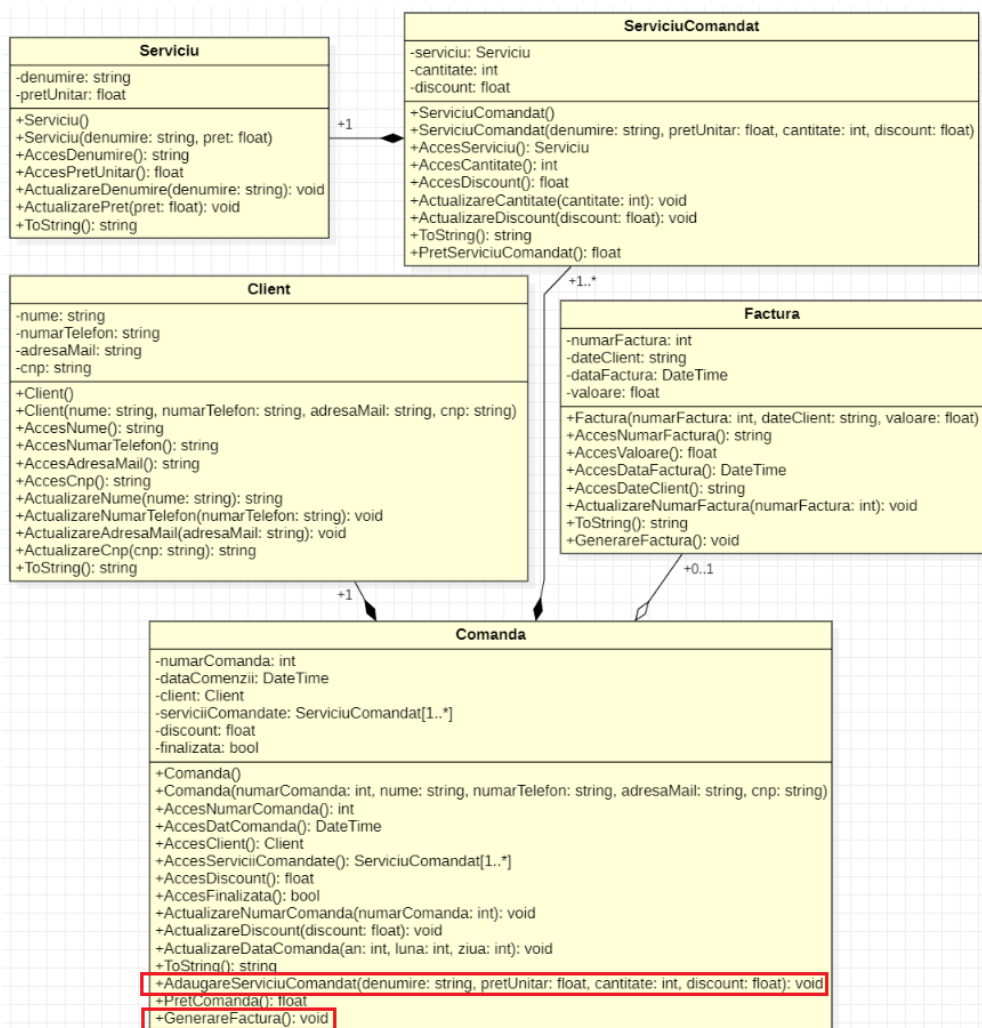 Serviciu
-denumire: string
-pretUnitar: float
+Serviciu()
+Serviciu(denumire: string, pret: float)
+AccesDenumire(): string
+AccesPretUnitar(): float
+ActualizareDenumire(denumire: string): void
+ActualizarePret(pret: float): void
+ToString(): string
+1
ServiciuComandat
-serviciu: Serviciu
-cantitate: int
-discount: float
+ServiciuComandat()
+ServiciuComandat(denumire: string, pretUnitar: float, cantitate: int, discount: float)
+AccesServiciu(): Serviciu
+AccesCantitate(): int
+AccesDiscount(): float
+ActualizareCantitate(cantitate: int): void
+ActualizareDiscount(discount: float): void
+ToString(): string
+PretServiciuComandat(): float
+1..*
Client
-nume: string
-numarTelefon: string
-adresaMail: string
-cnp: string
+Client()
+Client(nume: string, numarTelefon: string, adresaMail: string, cnp: string)
+AccesNume(): string
+AccesNumarTelefon(): string
+AccesAdresaMail(): string
+AccesCnp(): string
+ActualizareNume(nume: string): string
+ActualizareNumarTelefon(numarTelefon: string): void
+ActualizareAdresaMail(adresaMail: string): void
+ActualizareCnp(cnp: string): string
+ToString(): string
+1
Factura
-numarFactura: int
-dateClient: string
-dataFactura: DateTime
-valoare: float
+Factura(numarFactura: int, dateClient: string, valoare: float)
+AccesNumarFactura(): string
+AccesValoare(): float
+AccesDataFactura(): DateTime
+AccesDateClient(): string
+ActualizareNumarFactura(numarFactura: int): void
+ToString(): string
+GenerareFactura(): void
+0..1
Comanda
-numarComanda: int
-dataComenzii: DateTime
-client: Client
-serviciiComandate: ServiciuComandat[1..*]
-discount: float
-finalizata: bool
+Comanda()
+Comanda(numarComanda: int, nume: string, numarTelefon: string, adresaMail: string, cnp: string)
+AccesNumarComanda(): int
+AccesDatComanda(): DateTime
+AccesClient(): Client
+AccesServiciiComandate(): ServiciuComandat[1..*]
+AccesDiscount(): float
+AccesFinalizata(): bool
+ActualizareNumarComanda(numarComanda: int): void
+ActualizareDiscount(discount: float): void
+ActualizareDataComanda(an: int, luna: int, ziua: int): void
+ToString(): string
+AdaugareServiciuComandat(denumire: string, pretUnitar: float, cantitate: int, discount: float): void
+PretComanda(): float
+GenerareFactura(): void